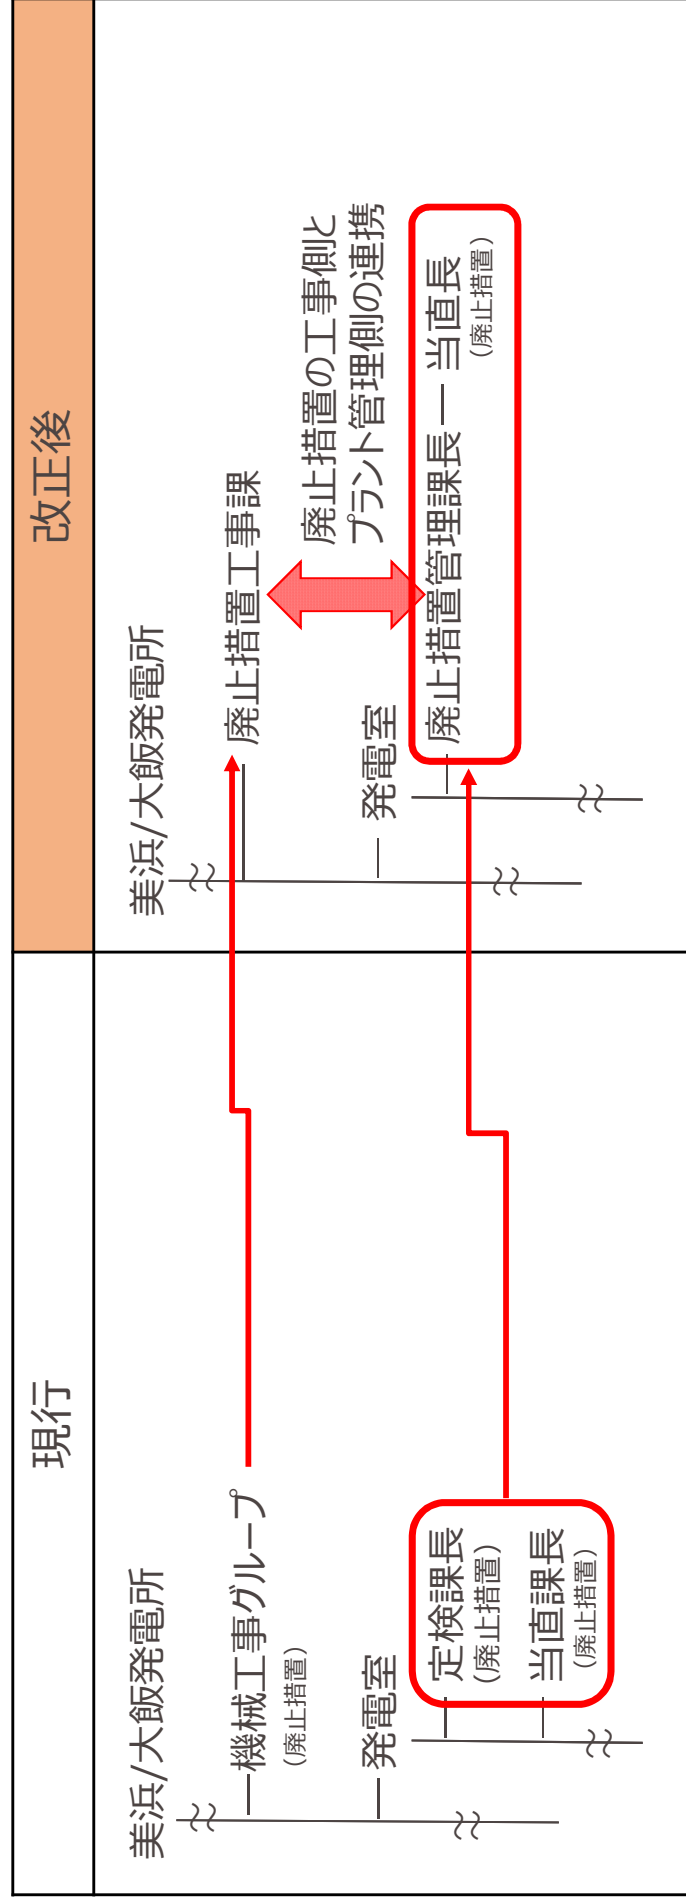 現行
美浜/大飯発電所
機械工事グループ
(廃止措置)
発電室
定検課長
(廃止措置)
当直課長
(廃止措置)
改正後
美浜/大飯発電所
廃止措置工事課
廃止措置の工事側と
プラント管理側の連携
発電室
廃止措置管理課長 ー 当直長
(廃止措置)